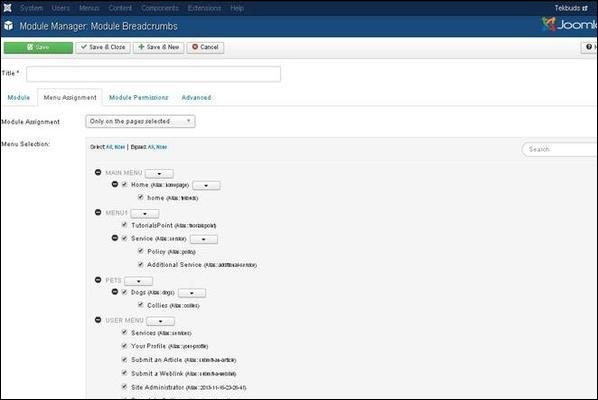 System Users Menus Content Components Extensions Help Tekbuds
Module Manager: Module Breadcrumbs Jooml
Save Save & Close Save & New Cancel
Title *
Module Menu Assignment Module Permissions Advanced
Module Assignment Only on the pages selected
Menu Selection: Select: All, None | Expand: All, None Search
MAIN MENU
Home (Alias: homepage)
home (Alias: tekbuds)
MENU1
TutorialsPoint (Alias: tutorialspoint)
Service (Alias: service)
Policy (Alias: policy)
Additional Service (Alias: additional-service)
PETS
Dogs (Alias: dogs)
Collies (Alias: collies)
USER MENU
Services (Alias: services)
Your Profile (Alias: your-profile)
Submit an Article (Alias: submit-an-article)
Submit a Weblink (Alias: submit-a-weblink)
Site Administrator (Alias: 2013-11-16-23-26-41)